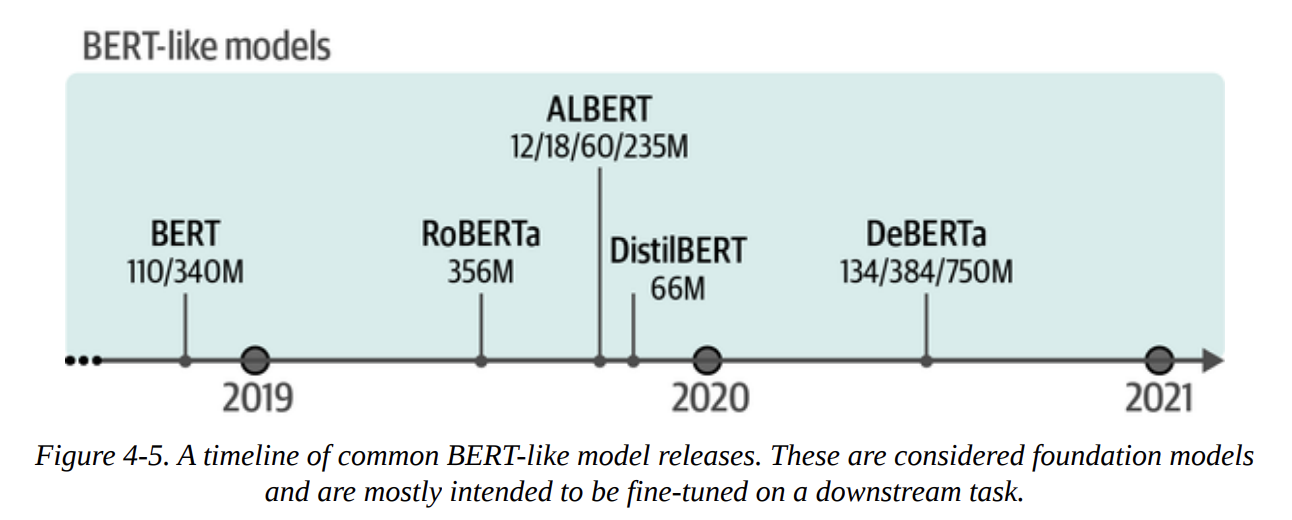 BERT-like models
ALBERT
12/18/60/235M
BERT
110/340M
RoBERTa
356M
DistilBERT
66M
DeBERTa
134/384/750M
2019
2020
2021
Figure 4-5. A timeline of common BERT-like model releases. These are considered foundation models
and are mostly intended to be fine-tuned on a downstream task.